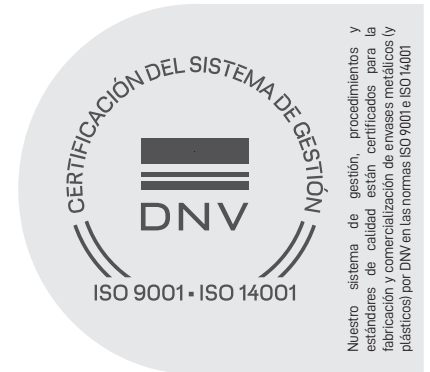 CERTIFICACIÓN DEL SISTEMA DE GESTIÓN
DNV
ISO 9001 ▪ ISO 14001
Nuestro sistema de gestión, procedimientos y
estándares de calidad están certificados para la
fabricación y comercialización de envases metálicos (y
plásticos) por DNV en las normas ISO 9001 e ISO 14001